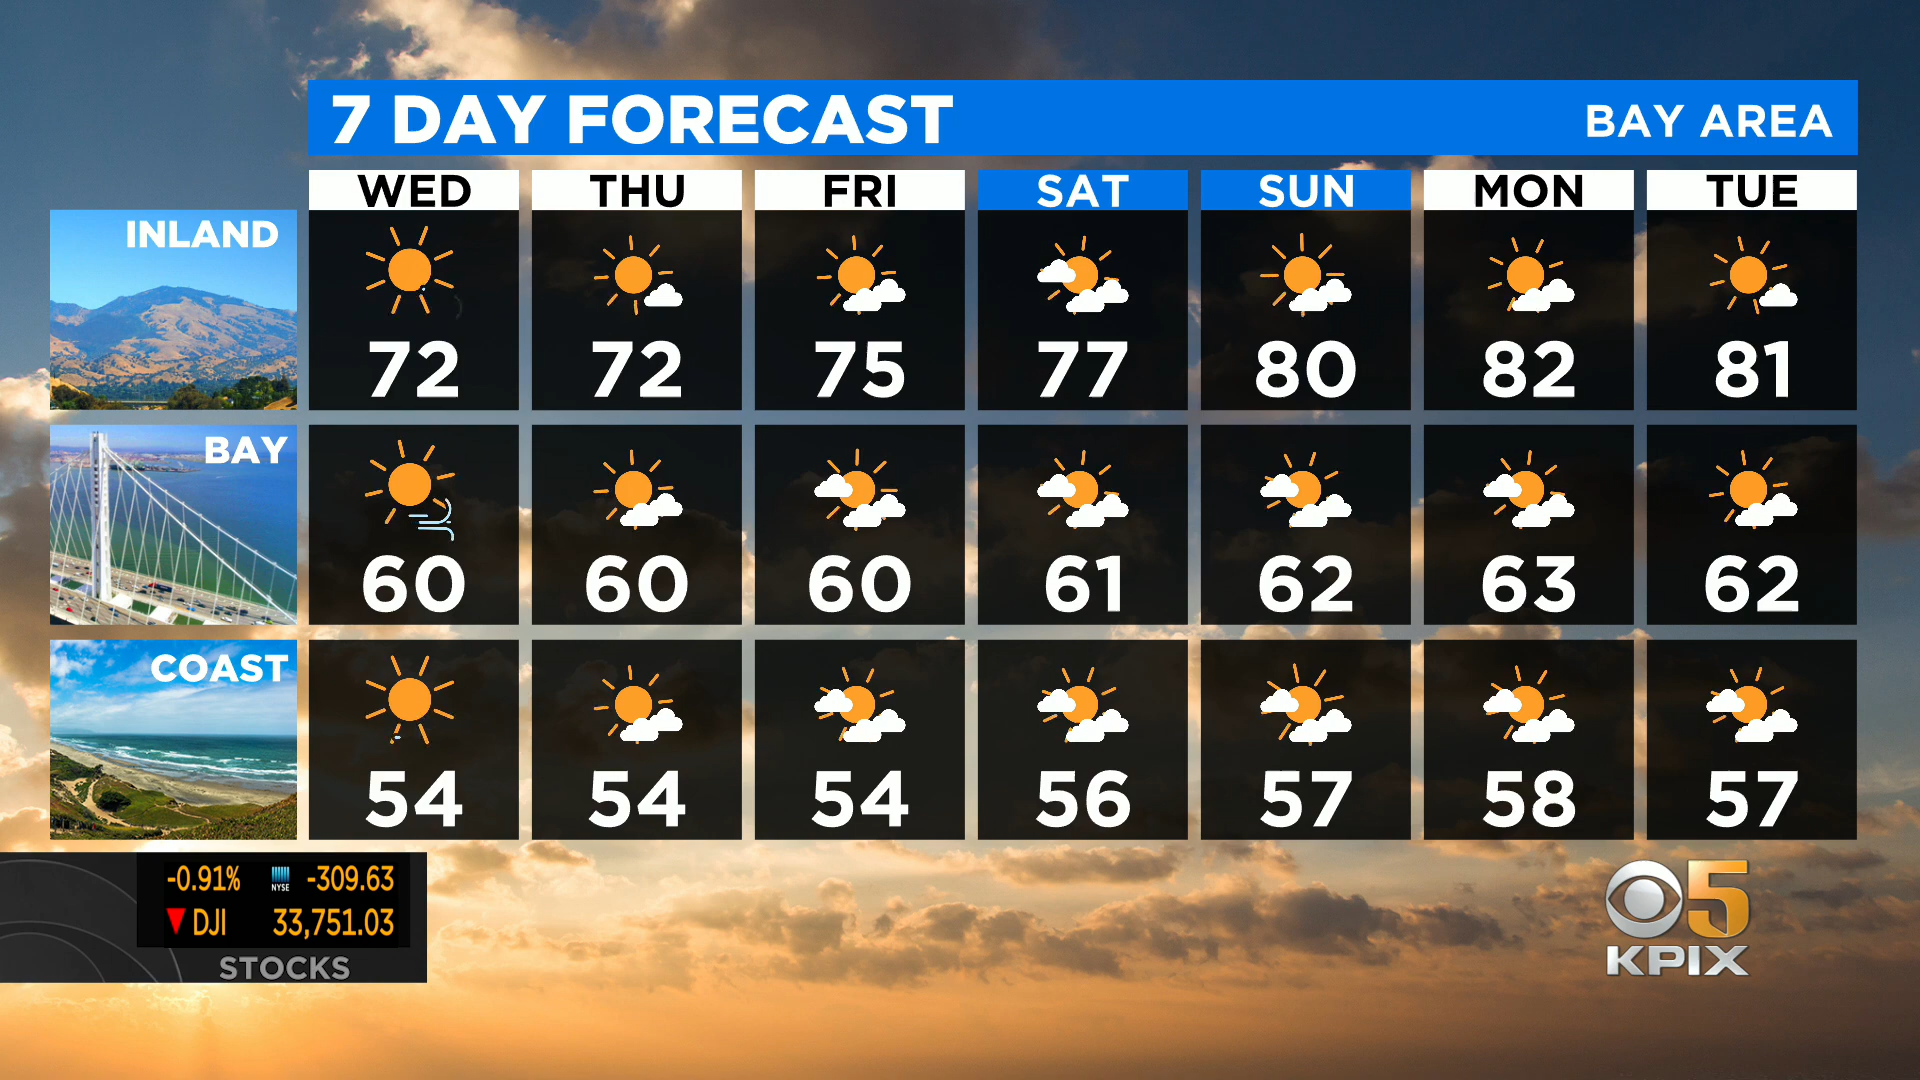 7 DAY FORECAST BAY AREA
WED THU FRI SAT SUN MON TUE
INLAND
72 72 75 77 80 82 81
BAY
60 60 60 61 62 63 62
COAST
54 54 54 56 57 58 57
-0.91% NYSE -309.63
DJI 33,751.03
STOCKS
5
KPIX